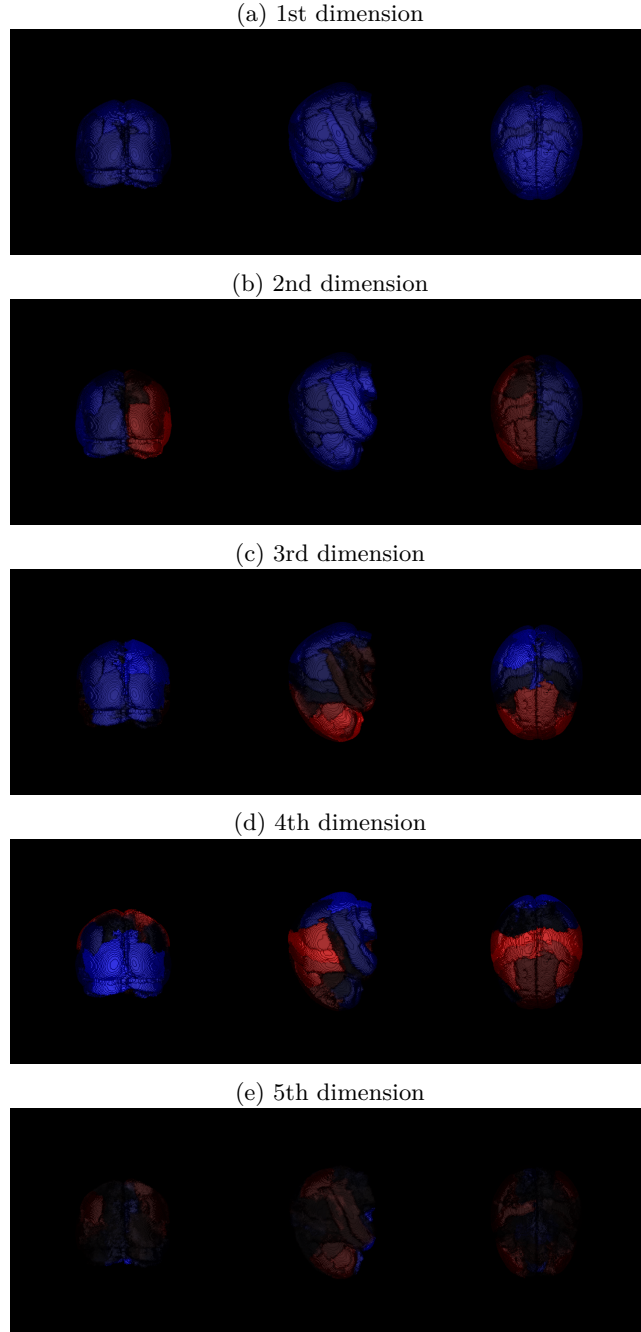 (a) 1st dimension
(b) 2nd dimension
(c) 3rd dimension
(d) 4th dimension
(e) 5th dimension